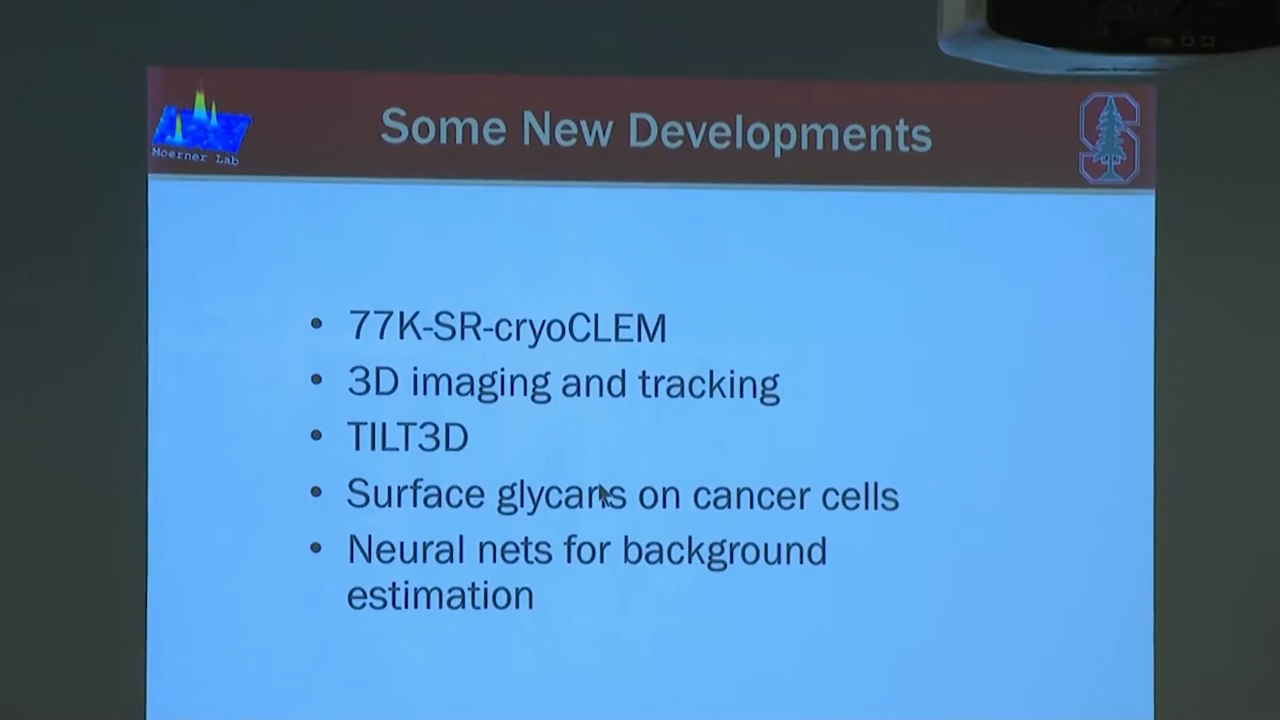 Some New Developments
Moerner Lab
• 77K-SR-cryoCLEM
• 3D imaging and tracking
• TILT3D
• Surface glycans on cancer cells
• Neural nets for background
estimation